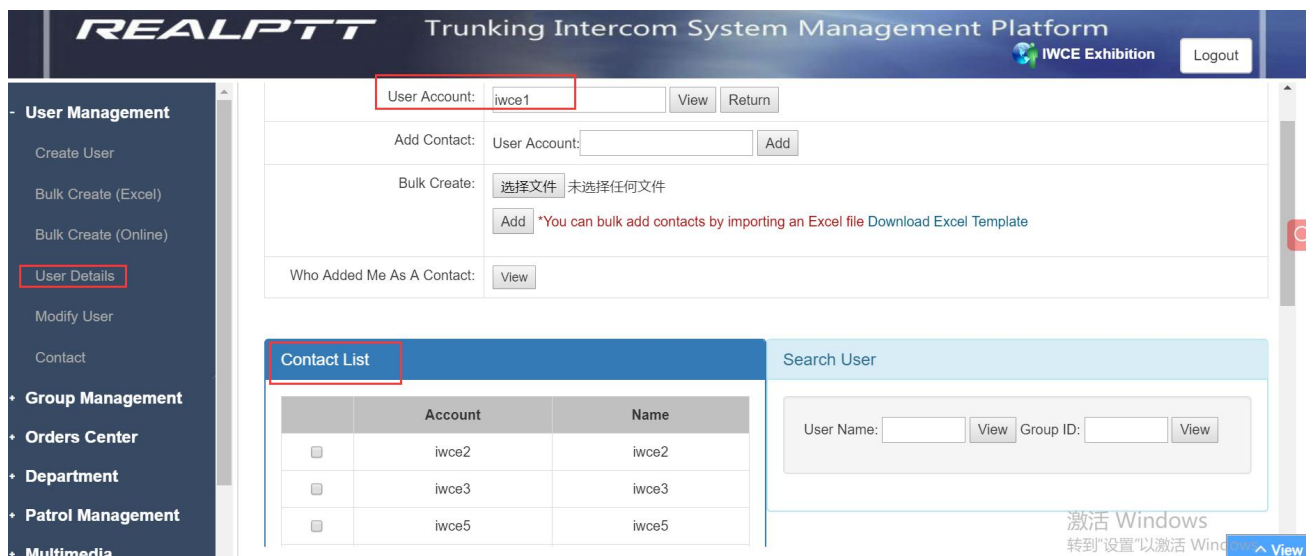 REALPTT Trunking Intercom System Management Platform
IWCE Exhibition Logout
- User Management
Create User
Bulk Create (Excel)
Bulk Create (Online)
User Details
Modify User
Contact
+ Group Management
+ Orders Center
+ Department
+ Patrol Management
+ Multimedia
User Account: iwce1 View Return
Add Contact: User Account: Add
Bulk Create: 选择文件 未选择任何文件
Add *You can bulk add contacts by importing an Excel file Download Excel Template
Who Added Me As A Contact: View
Contact List
Account Name
iwce2 iwce2
iwce3 iwce3
iwce5 iwce5
Search User
User Name: View Group ID: View
激活 Windows
转到"设置"以激活 Windows
^ View